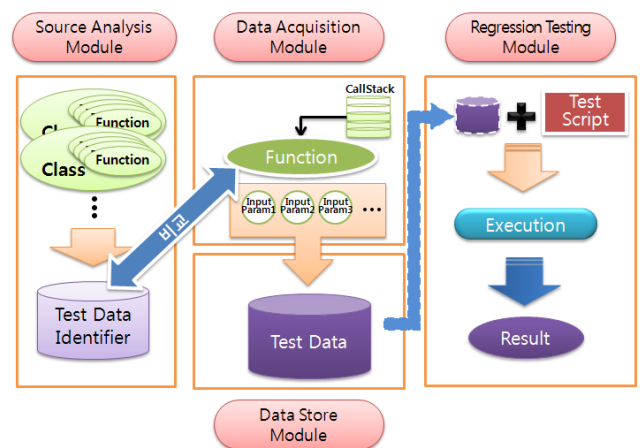 Source Analysis
Module
Data Acquisition
Module
Regression Testing
Module
Cl
Function
Class
Function
⋮
Test Data
Identifier
비교
CallStack
Function
Input
Param1
Input
Param2
Input
Param3
...
Test Data
Data Store
Module
Test
Script
Execution
Result